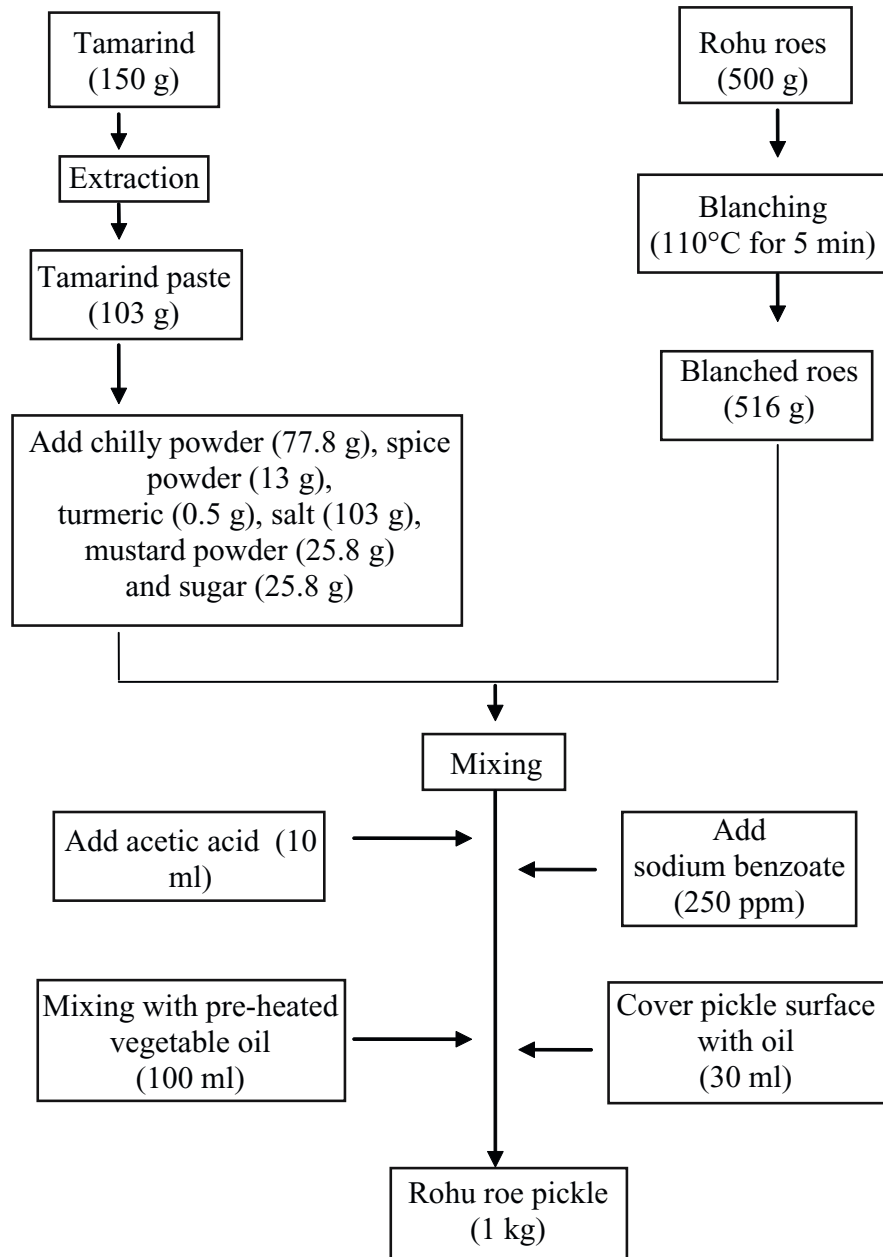 Tamarind
(150 g)
Extraction
Tamarind paste
(103 g)
Add chilly powder (77.8 g), spice
powder (13 g),
turmeric (0.5 g), salt (103 g),
mustard powder (25.8 g)
and sugar (25.8 g)
Rohu roes
(500 g)
Blanching
(110°C for 5 min)
Blanched roes
(516 g)
Mixing
Add acetic acid (10
ml)
Add
sodium benzoate
(250 ppm)
Mixing with pre-heated
vegetable oil
(100 ml)
Cover pickle surface
with oil
(30 ml)
Rohu roe pickle
(1 kg)